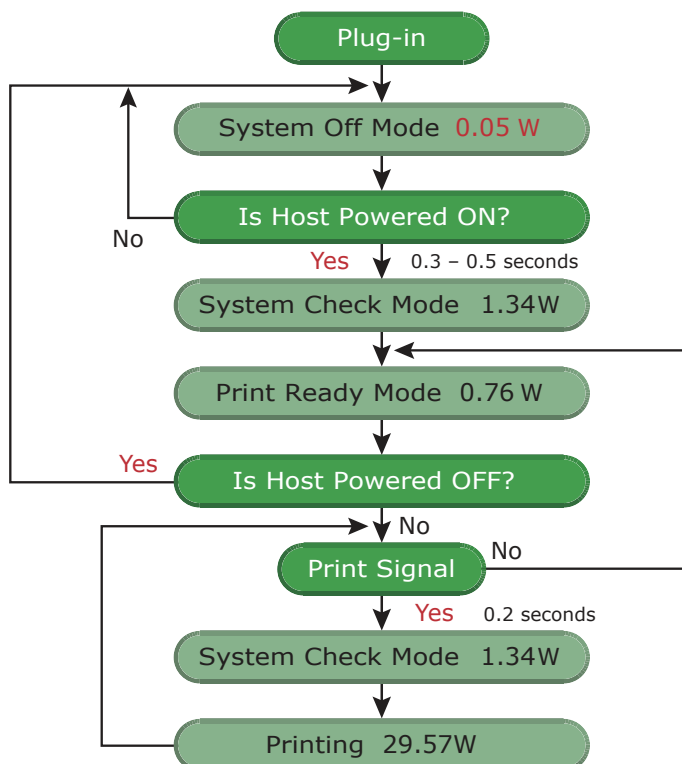 Plug-in
System Off Mode 0.05 W
Is Host Powered ON?
No
Yes 0.3 – 0.5 seconds
System Check Mode 1.34W
Print Ready Mode 0.76 W
Yes
Is Host Powered OFF?
No
Print Signal
No
Yes 0.2 seconds
System Check Mode 1.34W
Printing 29.57W